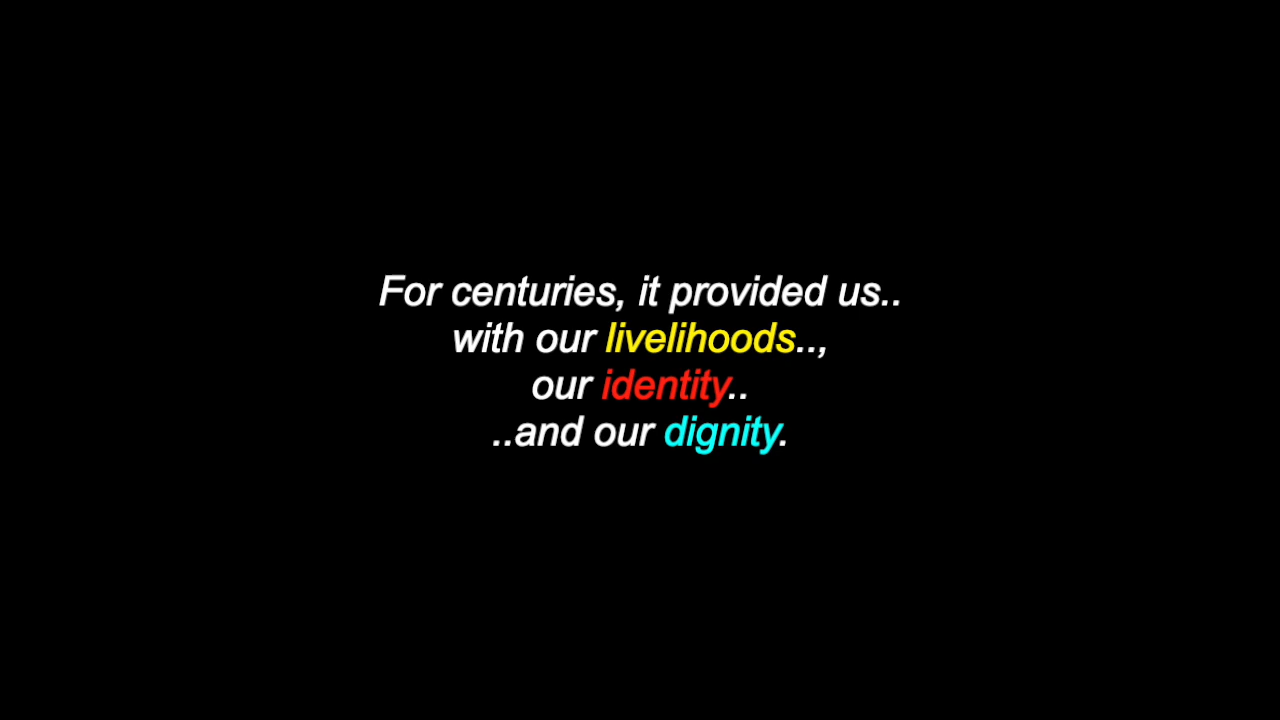 For centuries, it provided us..
with our livelihoods..,
our identity..
..and our dignity.